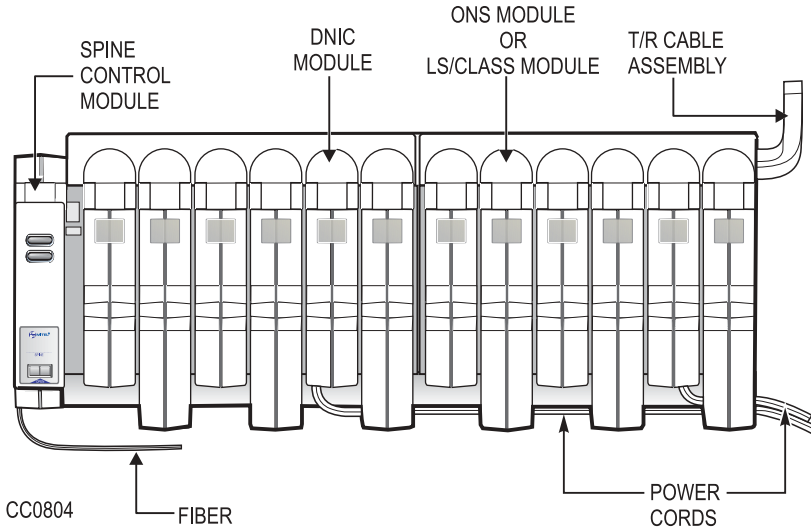 SPINE
CONTROL
MODULE
DNIC
MODULE
ONS MODULE
OR
LS/CLASS MODULE
T/R CABLE
ASSEMBLY
CC0804
FIBER
POWER
CORDS